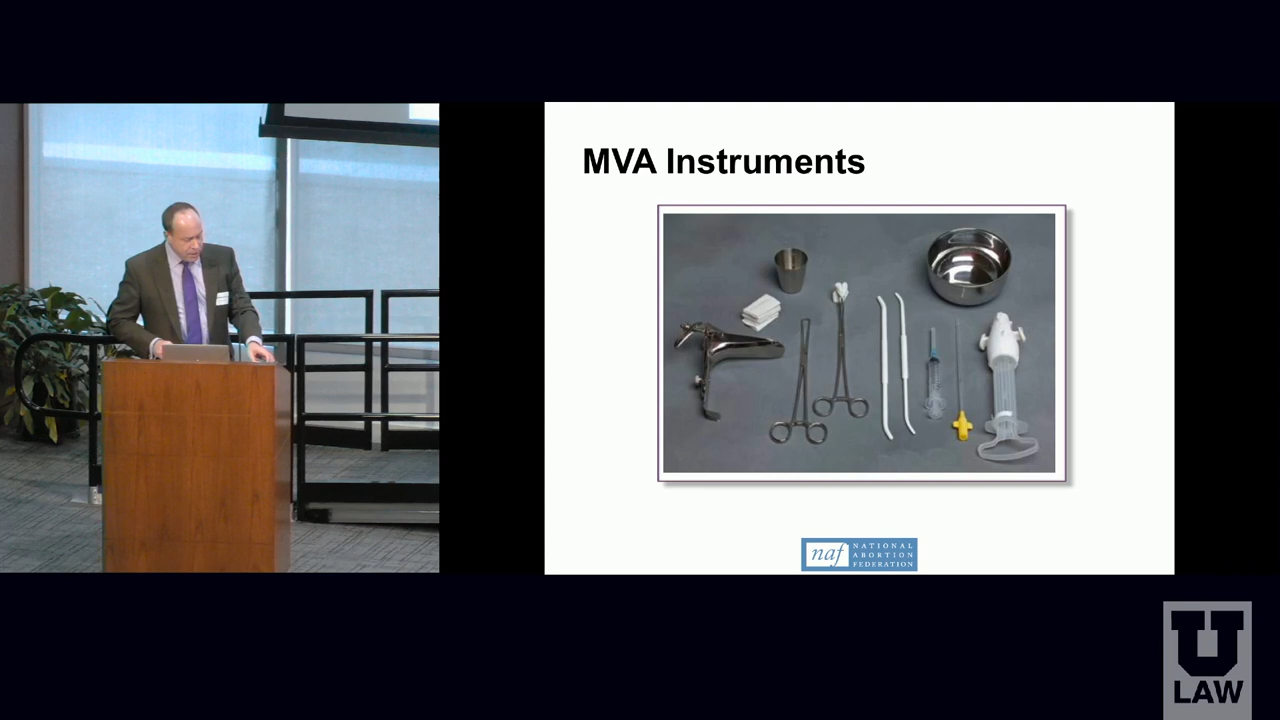 MVA Instruments
naf
NATIONAL
ABORTION
FEDERATION
U
LAW